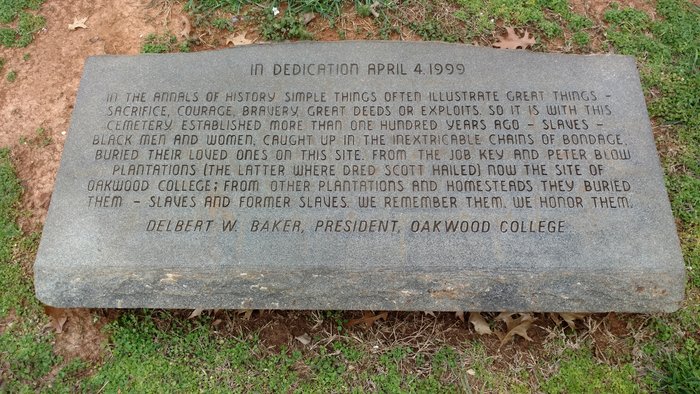 IN DEDICATION APRIL 4, 1999
IN THE ANNALS OF HISTORY SIMPLE THINGS OFTEN ILLUSTRATE GREAT THINGS -
SACRIFICE, COURAGE, BRAVERY, GREAT DEEDS OR EXPLOITS. SO IT IS WITH THIS
CEMETERY. ESTABLISHED MORE THAN ONE HUNDRED YEARS AGO - SLAVES -
BLACK MEN AND WOMEN, CAUGHT UP IN THE INEXTRICABLE CHAINS OF BONDAGE,
BURIED THEIR LOVED ONES ON THIS SITE. FROM THE JOB KEY AND PETER BLOW
PLANTATIONS (THE LATTER WHERE DRED SCOTT HAILED) NOW THE SITE OF
OAKWOOD COLLEGE; FROM OTHER PLANTATIONS AND HOMESTEADS THEY BURIED
THEM - SLAVES AND FORMER SLAVES. WE REMEMBER THEM. WE HONOR THEM.
DELBERT W. BAKER, PRESIDENT, OAKWOOD COLLEGE